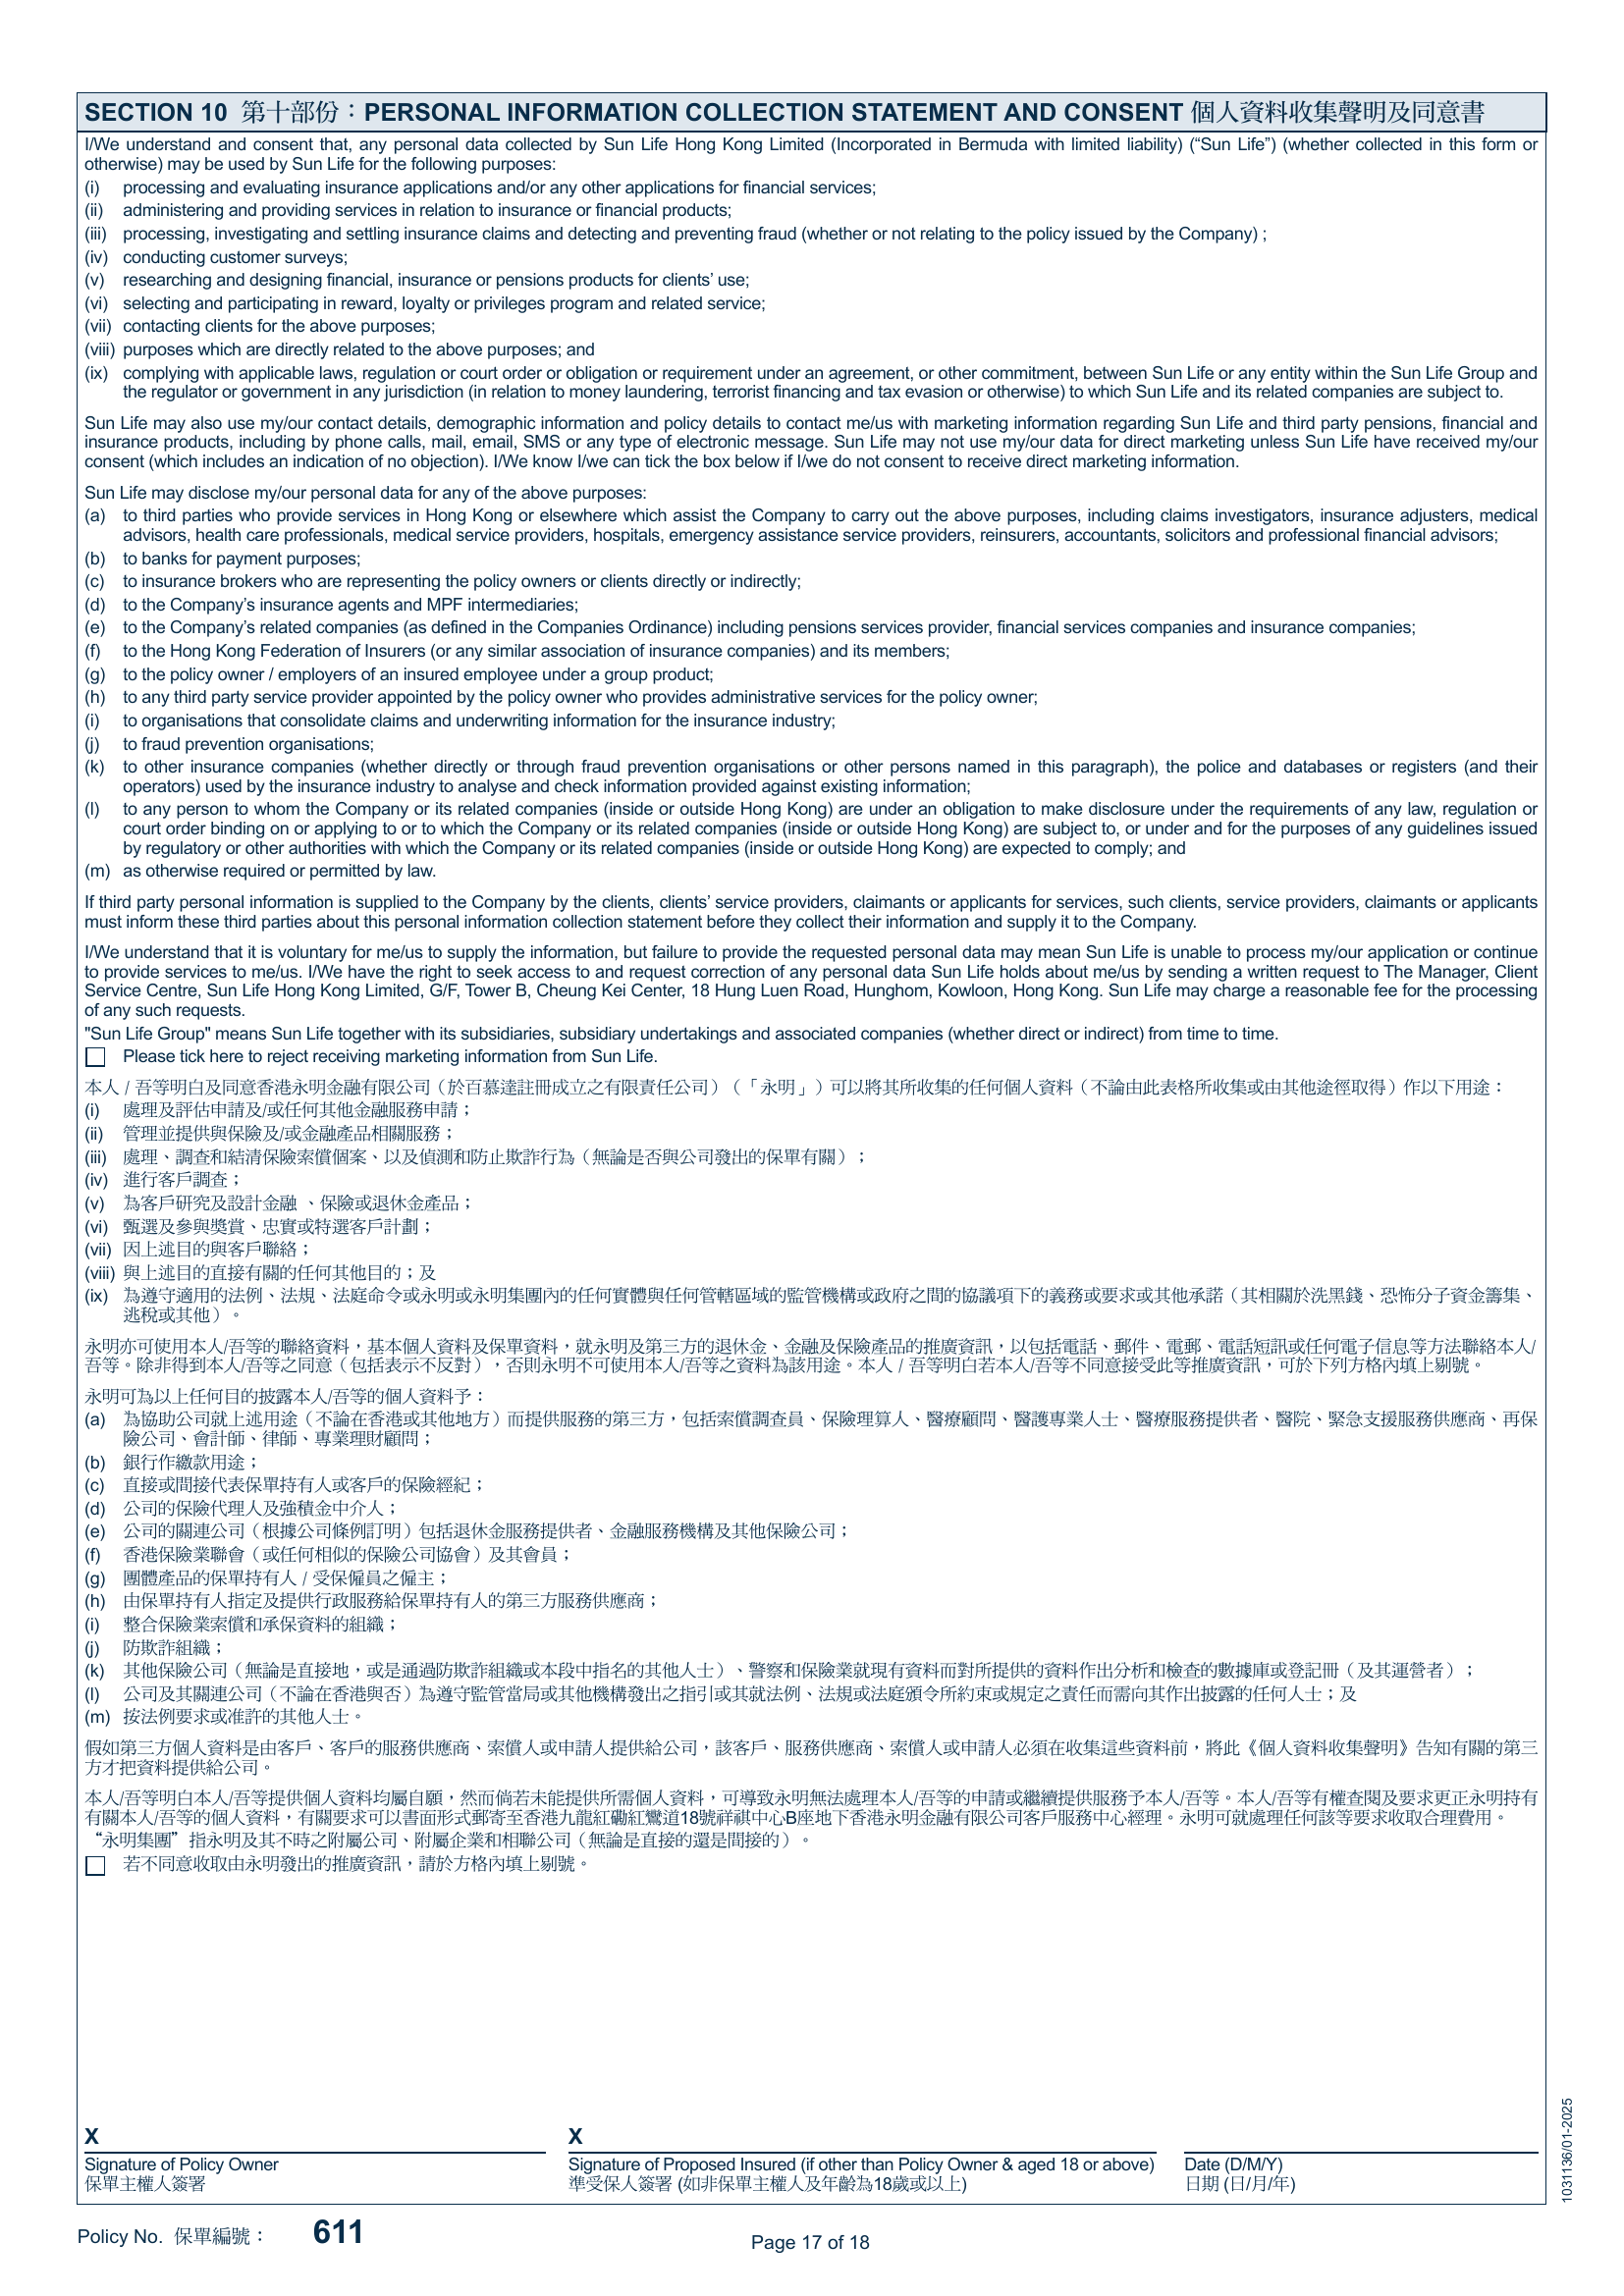 SECTION 10 第十部份：PERSONAL INFORMATION COLLECTION STATEMENT AND CONSENT 個人資料收集聲明及同意書
I/We understand and consent that, any personal data collected by Sun Life Hong Kong Limited (Incorporated in Bermuda with limited liability) (“Sun Life”) (whether collected in this form or
otherwise) may be used by Sun Life for the following purposes:
(i) processing and evaluating insurance applications and/or any other applications for financial services;
(ii) administering and providing services in relation to insurance or financial products;
(iii) processing, investigating and settling insurance claims and detecting and preventing fraud (whether or not relating to the policy issued by the Company) ;
(iv) conducting customer surveys;
(v) researching and designing financial, insurance or pensions products for clients’ use;
(vi) selecting and participating in reward, loyalty or privileges program and related service;
(vii) contacting clients for the above purposes;
(viii) purposes which are directly related to the above purposes; and
(ix) complying with applicable laws, regulation or court order or obligation or requirement under an agreement, or other commitment, between Sun Life or any entity within the Sun Life Group and
the regulator or government in any jurisdiction (in relation to money laundering, terrorist financing and tax evasion or otherwise) to which Sun Life and its related companies are subject to.
Sun Life may also use my/our contact details, demographic information and policy details to contact me/us with marketing information regarding Sun Life and third party pensions, financial and
insurance products, including by phone calls, mail, email, SMS or any type of electronic message. Sun Life may not use my/our data for direct marketing unless Sun Life have received my/our
consent (which includes an indication of no objection). I/We know I/we can tick the box below if I/we do not consent to receive direct marketing information.
Sun Life may disclose my/our personal data for any of the above purposes:
(a) to third parties who provide services in Hong Kong or elsewhere which assist the Company to carry out the above purposes, including claims investigators, insurance adjusters, medical
advisors, health care professionals, medical service providers, hospitals, emergency assistance service providers, reinsurers, accountants, solicitors and professional financial advisors;
(b) to banks for payment purposes;
(c) to insurance brokers who are representing the policy owners or clients directly or indirectly;
(d) to the Company’s insurance agents and MPF intermediaries;
(e) to the Company’s related companies (as defined in the Companies Ordinance) including pensions services provider, financial services companies and insurance companies;
(f) to the Hong Kong Federation of Insurers (or any similar association of insurance companies) and its members;
(g) to the policy owner / employers of an insured employee under a group product;
(h) to any third party service provider appointed by the policy owner who provides administrative services for the policy owner;
(i) to organisations that consolidate claims and underwriting information for the insurance industry;
(j) to fraud prevention organisations;
(k) to other insurance companies (whether directly or through fraud prevention organisations or other persons named in this paragraph), the police and databases or registers (and their
operators) used by the insurance industry to analyse and check information provided against existing information;
(l) to any person to whom the Company or its related companies (inside or outside Hong Kong) are under an obligation to make disclosure under the requirements of any law, regulation or
court order binding on or applying to or to which the Company or its related companies (inside or outside Hong Kong) are subject to, or under and for the purposes of any guidelines issued
by regulatory or other authorities with which the Company or its related companies (inside or outside Hong Kong) are expected to comply; and
(m) as otherwise required or permitted by law.
If third party personal information is supplied to the Company by the clients, clients’ service providers, claimants or applicants for services, such clients, service providers, claimants or applicants
must inform these third parties about this personal information collection statement before they collect their information and supply it to the Company.
I/We understand that it is voluntary for me/us to supply the information, but failure to provide the requested personal data may mean Sun Life is unable to process my/our application or continue
to provide services to me/us. I/We have the right to seek access to and request correction of any personal data Sun Life holds about me/us by sending a written request to The Manager, Client
Service Centre, Sun Life Hong Kong Limited, G/F, Tower B, Cheung Kei Center, 18 Hung Luen Road, Hunghom, Kowloon, Hong Kong. Sun Life may charge a reasonable fee for the processing
of any such requests.
"Sun Life Group" means Sun Life together with its subsidiaries, subsidiary undertakings and associated companies (whether direct or indirect) from time to time.
Please tick here to reject receiving marketing information from Sun Life.
本人 / 吾等明白及同意香港永明金融有限公司（於百慕達註冊成立之有限責任公司）（「永明」）可以將其所收集的任何個人資料（不論由此表格所收集或由其他途徑取得）作以下用途：
(i) 處理及評估申請及/或任何其他金融服務申請；
(ii) 管理並提供與保險及/或金融產品相關服務；
(iii) 處理、調查和結清保險索償個案、以及偵測和防止欺詐行為（無論是否與公司發出的保單有關）；
(iv) 進行客戶調查；
(v) 為客戶研究及設計金融 、保險或退休金產品；
(vi) 甄選及參與獎賞、忠實或特選客戶計劃；
(vii) 因上述目的與客戶聯絡；
(viii) 與上述目的直接有關的任何其他目的；及
(ix) 為遵守適用的法例、法規、法庭命令或永明或永明集團內的任何實體與任何管轄區域的監管機構或政府之間的協議項下的義務或要求或其他承諾（其相關於洗黑錢、恐怖分子資金籌集、
逃稅或其他）。
永明亦可使用本人/吾等的聯絡資料，基本個人資料及保單資料，就永明及第三方的退休金、金融及保險產品的推廣資訊，以包括電話、郵件、電郵、電話短訊或任何電子信息等方法聯絡本人/
吾等。除非得到本人/吾等之同意（包括表示不反對），否則永明不可使用本人/吾等之資料為該用途。本人 / 吾等明白若本人/吾等不同意接受此等推廣資訊，可於下列方格內填上剔號。
永明可為以上任何目的披露本人/吾等的個人資料予：
(a) 為協助公司就上述用途（不論在香港或其他地方）而提供服務的第三方，包括索償調查員、保險理算人、醫療顧問、醫護專業人士、醫療服務提供者、醫院、緊急支援服務供應商、再保
險公司、會計師、律師、專業理財顧問；
(b) 銀行作繳款用途；
(c) 直接或間接代表保單持有人或客戶的保險經紀；
(d) 公司的保險代理人及強積金中介人；
(e) 公司的關連公司（根據公司條例訂明）包括退休金服務提供者、金融服務機構及其他保險公司；
(f) 香港保險業聯會（或任何相似的保險公司協會）及其會員；
(g) 團體產品的保單持有人 / 受保僱員之僱主；
(h) 由保單持有人指定及提供行政服務給保單持有人的第三方服務供應商；
(i) 整合保險業索償和承保資料的組織；
(j) 防欺詐組織；
(k) 其他保險公司（無論是直接地，或是通過防欺詐組織或本段中指名的其他人士）、警察和保險業就現有資料而對所提供的資料作出分析和檢查的數據庫或登記冊（及其運營者）；
(l) 公司及其關連公司（不論在香港與否）為遵守監管當局或其他機構發出之指引或其就法例、法規或法庭頒令所約束或規定之責任而需向其作出披露的任何人士；及
(m) 按法例要求或准許的其他人士。
假如第三方個人資料是由客戶、客戶的服務供應商、索償人或申請人提供給公司，該客戶、服務供應商、索償人或申請人必須在收集這些資料前，將此《個人資料收集聲明》告知有關的第三
方才把資料提供給公司。
本人/吾等明白本人/吾等提供個人資料均屬自願，然而倘若未能提供所需個人資料，可導致永明無法處理本人/吾等的申請或繼續提供服務予本人/吾等。本人/吾等有權查閱及要求更正永明持有
有關本人/吾等的個人資料，有關要求可以書面形式郵寄至香港九龍紅磡紅鸞道18號祥祺中心B座地下香港永明金融有限公司客戶服務中心經理。永明可就處理任何該等要求收取合理費用。
“永明集團”指永明及其不時之附屬公司、附屬企業和相聯公司（無論是直接的還是間接的）。
若不同意收取由永明發出的推廣資訊，請於方格內填上剔號。
X X
Signature of Policy Owner Signature of Proposed Insured (if other than Policy Owner & aged 18 or above) Date (D/M/Y)
保單主權人簽署 準受保人簽署 (如非保單主權人及年齡為18歲或以上) 日期 (日/月/年)
1031136/01-2025
Policy No. 保單編號： 611 Page 17 of 18